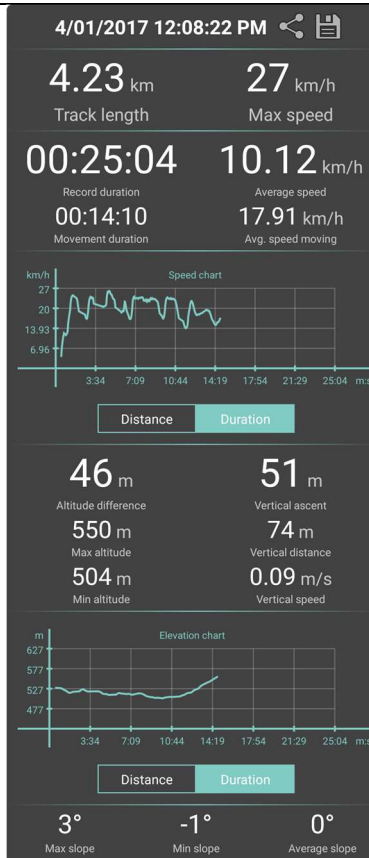 4/01/2017 12:08:22 PM
4.23 km 27 km/h
Track length Max speed
00:25:04 10.12 km/h
Record duration Average speed
00:14:10 17.91 km/h
Movement duration Avg. speed moving
km/h Speed chart
27
20
13.93
6.96
3:34 7:09 10:44 14:19 17:54 21:29 25:04 m:s
Distance Duration
46 m 51 m
Altitude difference Vertical ascent
550 m 74 m
Max altitude Vertical distance
504 m 0.09 m/s
Min altitude Vertical speed
m Elevation chart
627
577
527
477
3:34 7:09 10:44 14:19 17:54 21:29 25:04 m:s
Distance Duration
3° -1° 0°
Max slope Min slope Average slope